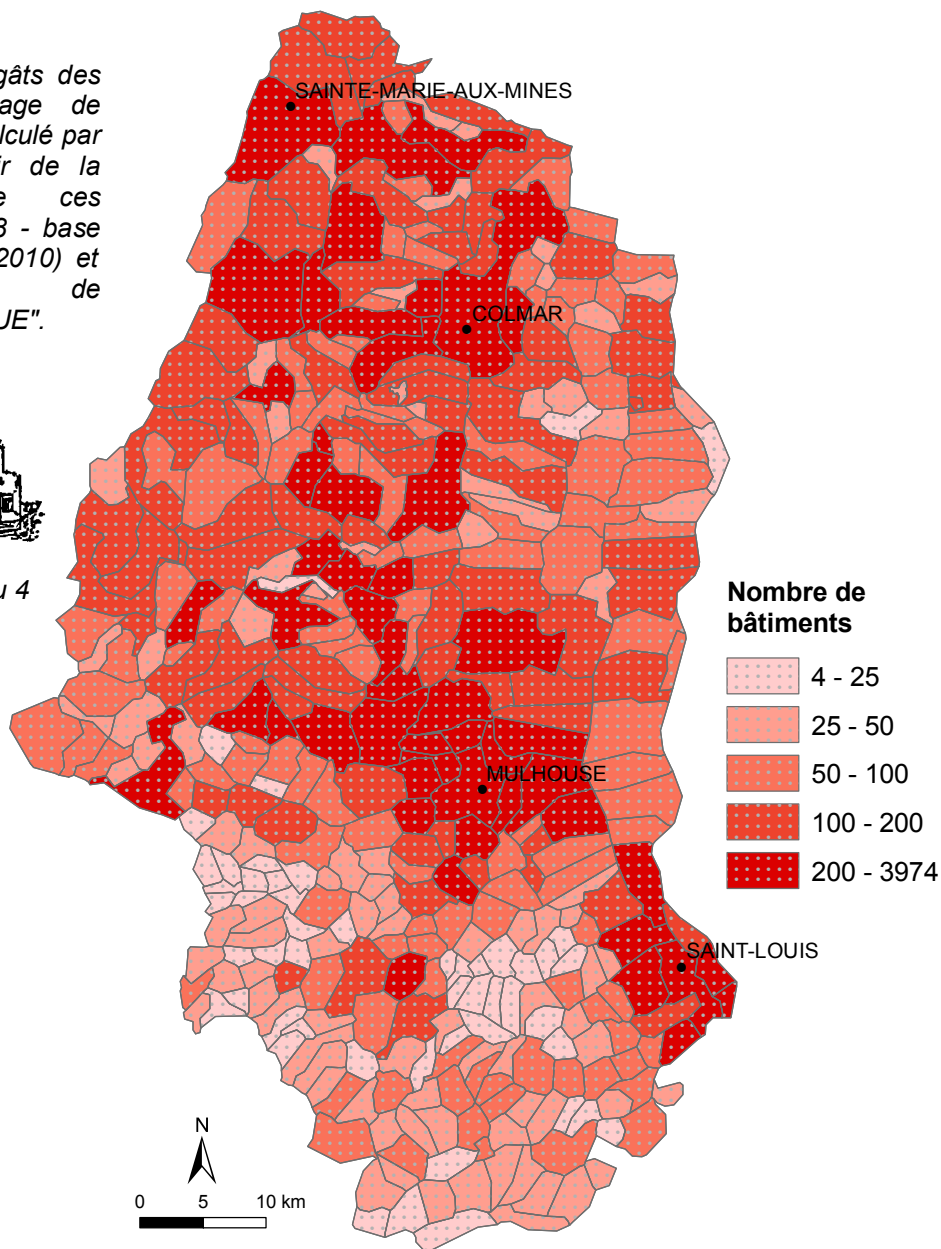 gâts des
age de
lculé par
ir de la
e ces
3 - base
2010) et
de
UE".
u 4
SAINTE-MARIE-AUX-MINES
COLMAR
MULHOUSE
SAINT-LOUIS
Nombre de
bâtiments
4 - 25
25 - 50
50 - 100
100 - 200
200 - 3974
N
0 5 10 km